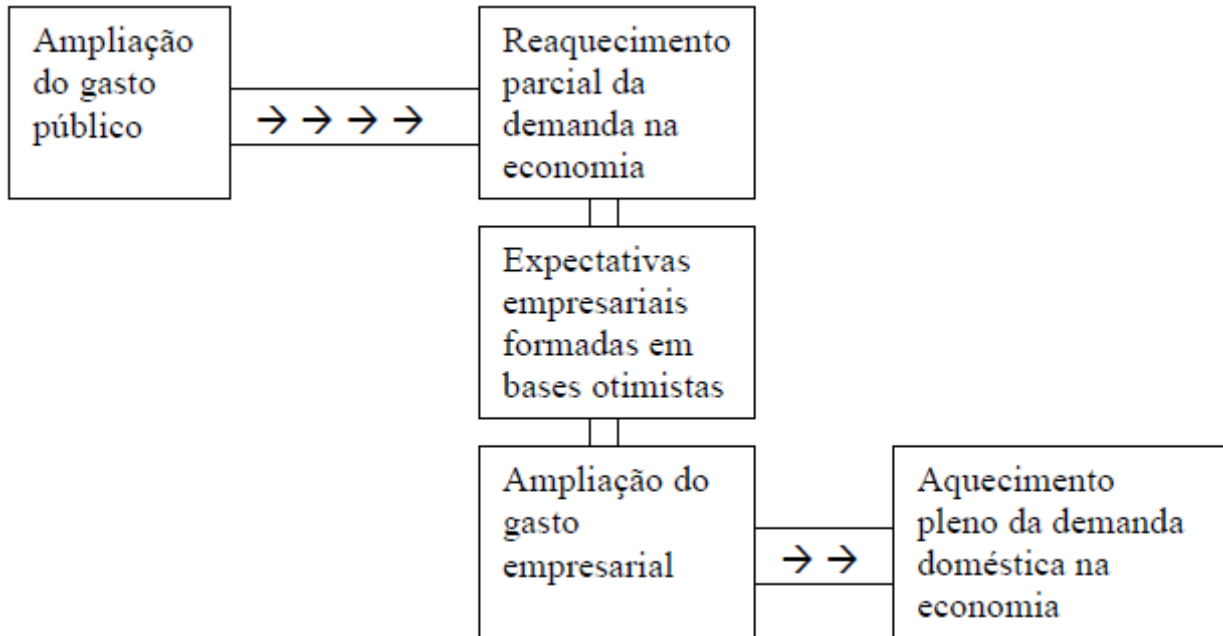 Ampliação
do gasto
público
→ → → →
Reaquecimento
parcial da
demanda na
economia
Expectativas
empresariais
formadas em
bases otimistas
Ampliação do
gasto
empresarial
→ →
Aquecimento
pleno da demanda
doméstica na
economia